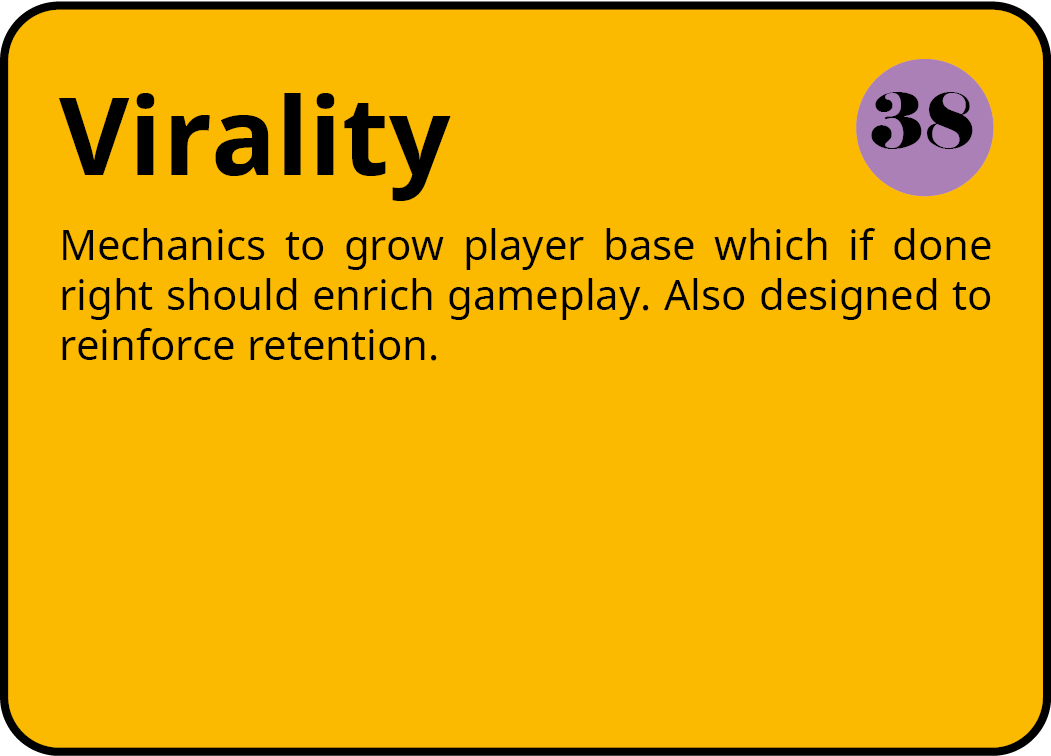 Virality
38
Mechanics to grow player base which if done
right should enrich gameplay. Also designed to
reinforce retention.